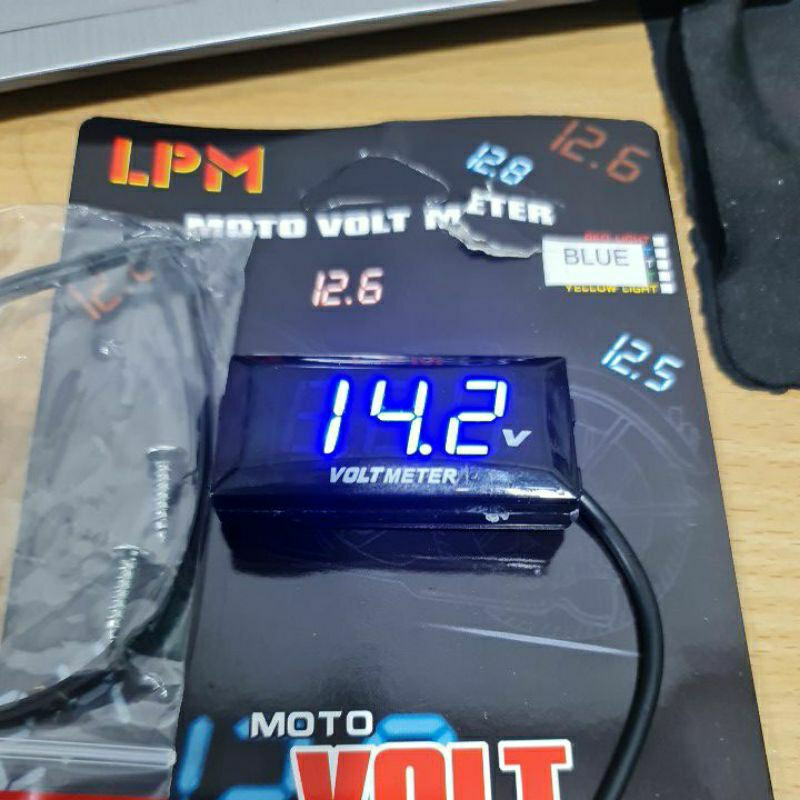 LPM
12.8
12.6
MOTO VOLT METER
BLUE
YELLOW LIGHT
12.6
12.5
14.2 V
VOLTMETER
MOTO
VOLT